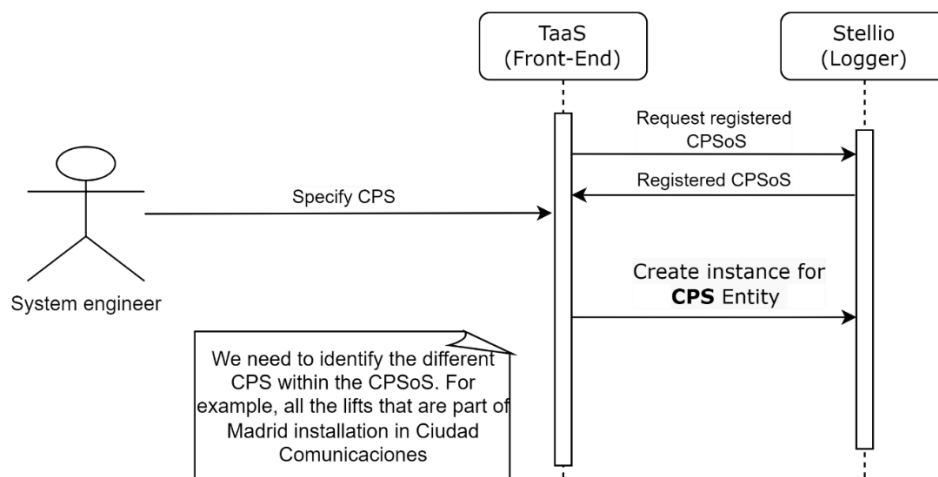 TaaS
(Front-End)
Stellio
(Logger)
Request registered
CPSoS
Registered CPSoS
Specify CPS
Create instance for
CPS Entity
System engineer
We need to identify the different
CPS within the CPSoS. For
example, all the lifts that are part of
Madrid installation in Ciudad
Comunicaciones